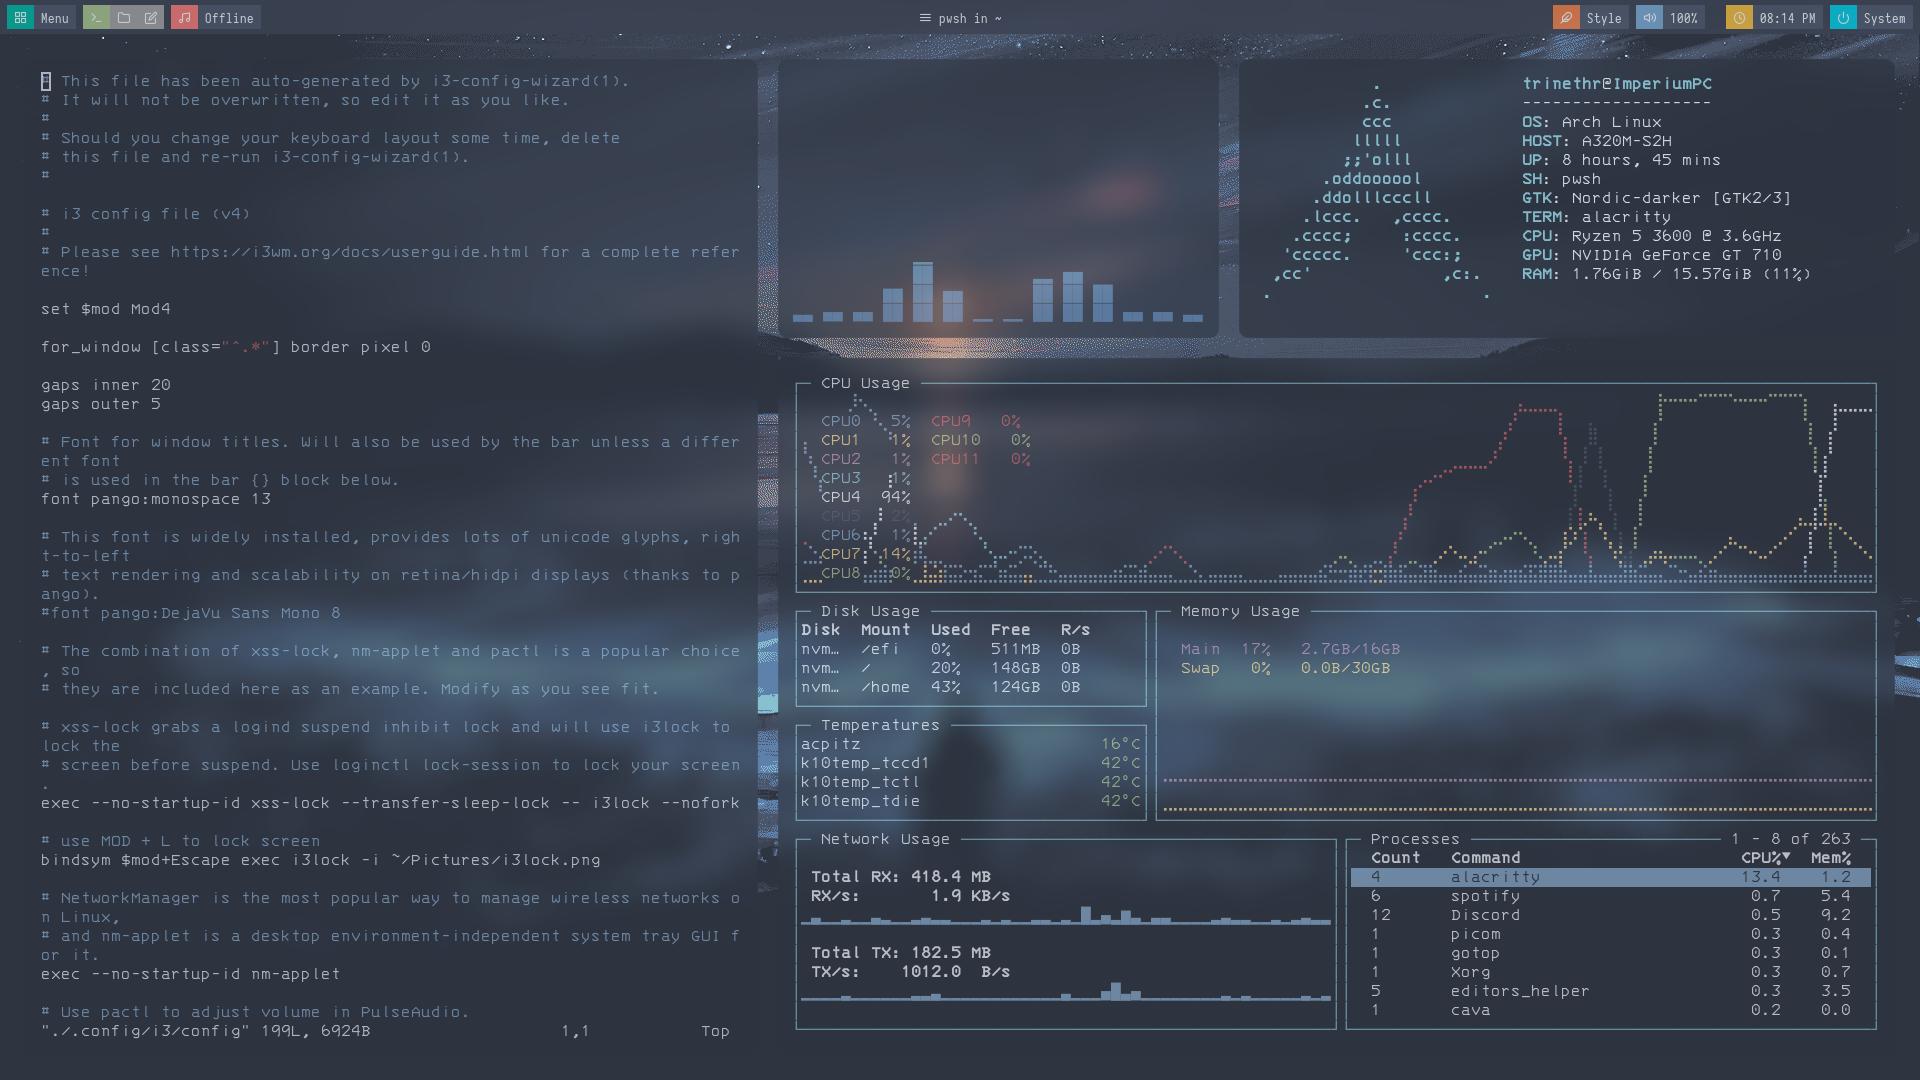 Menu
Offline
pwsh in ~
Style
100%
08:14 PM
System
# This file has been auto-generated by i3-config-wizard(1).
# It will not be overwritten, so edit it as you like.
#
# Should you change your keyboard layout some time, delete
# this file and re-run i3-config-wizard(1).
#
# i3 config file (v4)
#
# Please see https://i3wm.org/docs/userguide.html for a complete refer
ence!
set $mod Mod4
for_window [class="^.*"] border pixel 0
gaps inner 20
gaps outer 5
# Font for window titles. Will also be used by the bar unless a differ
ent font
# is used in the bar {} block below.
font pango:monospace 13
# This font is widely installed, provides lots of unicode glyphs, righ
t-to-left
# text rendering and scalability on retina/hidpi displays (thanks to p
ango).
#font pango:DejaVu Sans Mono 8
# The combination of xss-lock, nm-applet and pactl is a popular choice
, so
# they are included here as an example. Modify as you see fit.
# xss-lock grabs a logind suspend inhibit lock and will use i3lock to
lock the
# screen before suspend. Use loginctl lock-session to lock your screen
.
exec --no-startup-id xss-lock --transfer-sleep-lock -- i3lock --nofork
# use MOD + L to lock screen
bindsym $mod+Escape exec i3lock -i ~/Pictures/i3lock.png
# NetworkManager is the most popular way to manage wireless networks o
n Linux,
# and nm-applet is a desktop environment-independent system tray GUI f
or it.
exec --no-startup-id nm-applet
# Use pactl to adjust volume in PulseAudio.
"./.config/i3/config" 199L, 6924B 1,1 Top
.
.c.
ccc
lllll
;;'olll
.oddoooool
.ddolllcccll
.lccc. ,cccc.
.cccc; :cccc.
'ccccc. 'ccc:;
,cc' ,c:.
. .
trinethr@ImperiumPC
-------------------
OS: Arch Linux
HOST: A320M-S2H
UP: 8 hours, 45 mins
SH: pwsh
GTK: Nordic-darker [GTK2/3]
TERM: alacritty
CPU: Ryzen 5 3600 @ 3.6GHz
GPU: NVIDIA GeForce GT 710
RAM: 1.76GiB / 15.57GiB (11%)
CPU Usage
CPU0 5% CPU9 0%
CPU1 1% CPU10 0%
CPU2 1% CPU11 0%
CPU3 1%
CPU4 94%
CPU5 2%
CPU6 1%
CPU7 14%
CPU8 0%
Disk Usage
Disk Mount Used Free R/s
nvm… /efi 0% 511MB 0B
nvm… / 20% 148GB 0B
nvm… /home 43% 124GB 0B
Memory Usage
Main 17% 2.7GB/16GB
Swap 0% 0.0B/30GB
Temperatures
acpitz 16°C
k10temp_tccd1 42°C
k10temp_tctl 42°C
k10temp_tdie 42°C
Network Usage
Total RX: 418.4 MB
RX/s: 1.9 KB/s
Total TX: 182.5 MB
TX/s: 1012.0 B/s
Processes 1 - 8 of 263
Count Command CPU%▼ Mem%
4 alacritty 13.4 1.2
6 spotify 0.7 5.4
12 Discord 0.5 9.2
1 picom 0.3 0.4
1 gotop 0.3 0.1
1 Xorg 0.3 0.7
5 editors_helper 0.3 3.5
1 cava 0.2 0.0